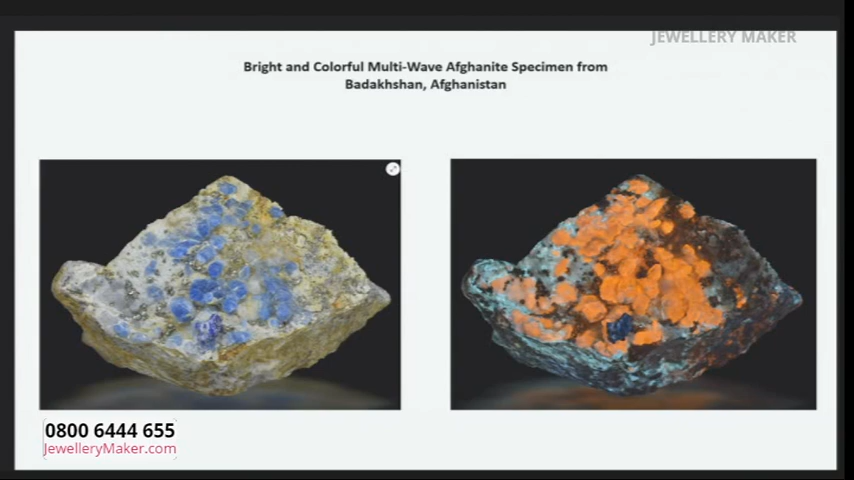 JEWELLERY MAKER
Bright and Colorful Multi-Wave Afghanite Specimen from
Badakhshan, Afghanistan
0800 6444 655
JewelleryMaker.com